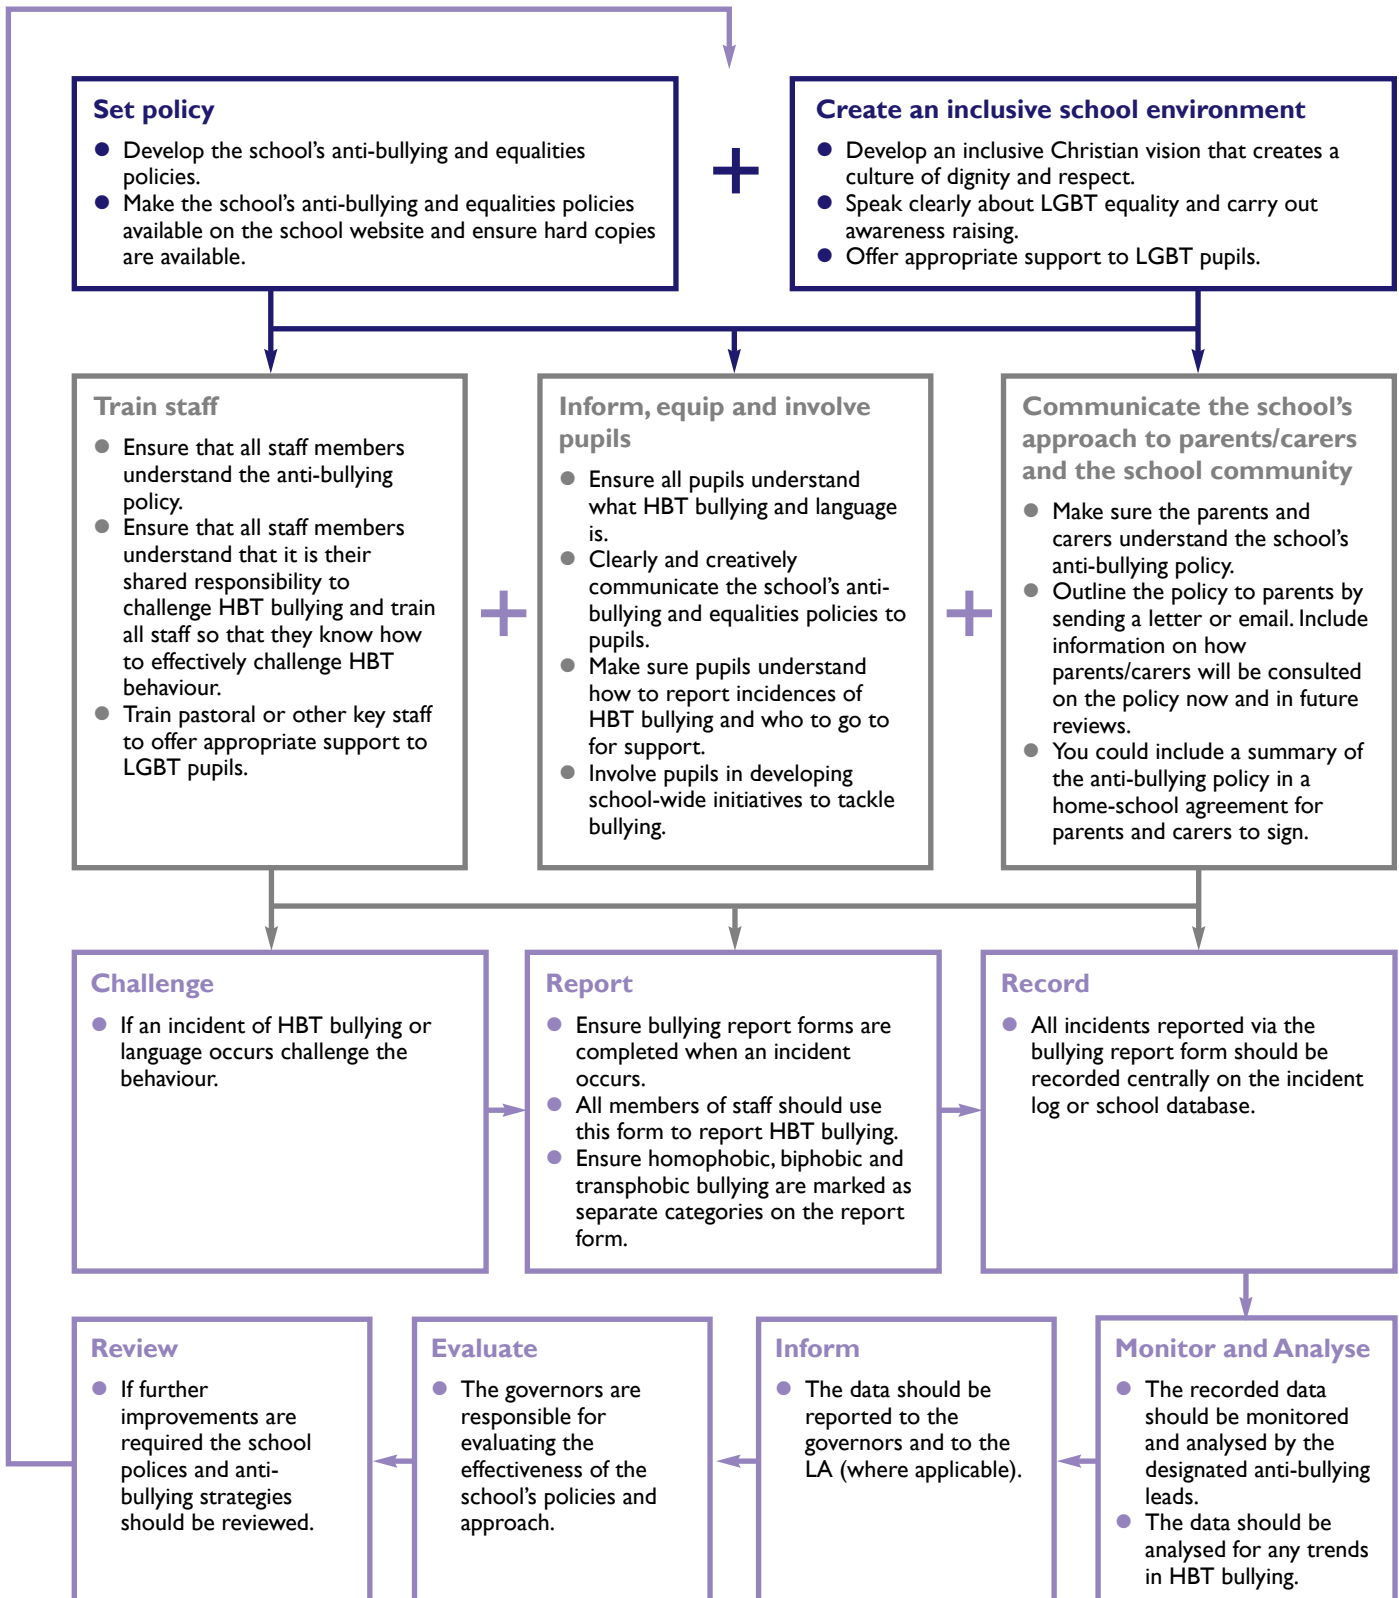 Set policy
● Develop the school’s anti-bullying and equalities
policies.
● Make the school’s anti-bullying and equalities policies
available on the school website and ensure hard copies
are available.
+
Create an inclusive school environment
● Develop an inclusive Christian vision that creates a
culture of dignity and respect.
● Speak clearly about LGBT equality and carry out
awareness raising.
● Offer appropriate support to LGBT pupils.
Train staff
● Ensure that all staff members
understand the anti-bullying
policy.
● Ensure that all staff members
understand that it is their
shared responsibility to
challenge HBT bullying and train
all staff so that they know how
to effectively challenge HBT
behaviour.
● Train pastoral or other key staff
to offer appropriate support to
LGBT pupils.
+
Inform, equip and involve
pupils
● Ensure all pupils understand
what HBT bullying and language
is.
● Clearly and creatively
communicate the school’s anti-
bullying and equalities policies to
pupils.
● Make sure pupils understand
how to report incidences of
HBT bullying and who to go to
for support.
● Involve pupils in developing
school-wide initiatives to tackle
bullying.
+
Communicate the school’s
approach to parents/carers
and the school community
● Make sure the parents and
carers understand the school’s
anti-bullying policy.
● Outline the policy to parents by
sending a letter or email. Include
information on how
parents/carers will be consulted
on the policy now and in future
reviews.
● You could include a summary of
the anti-bullying policy in a
home-school agreement for
parents and carers to sign.
Challenge
● If an incident of HBT bullying or
language occurs challenge the
behaviour.
Report
● Ensure bullying report forms are
completed when an incident
occurs.
● All members of staff should use
this form to report HBT bullying.
● Ensure homophobic, biphobic and
transphobic bullying are marked as
separate categories on the report
form.
Record
● All incidents reported via the
bullying report form should be
recorded centrally on the incident
log or school database.
Monitor and Analyse
● The recorded data
should be monitored
and analysed by the
designated anti-bullying
leads.
● The data should be
analysed for any trends
in HBT bullying.
Inform
● The data should be
reported to the
governors and to the
LA (where applicable).
Evaluate
● The governors are
responsible for
evaluating the
effectiveness of the
school’s policies and
approach.
Review
● If further
improvements are
required the school
polices and anti-
bullying strategies
should be reviewed.